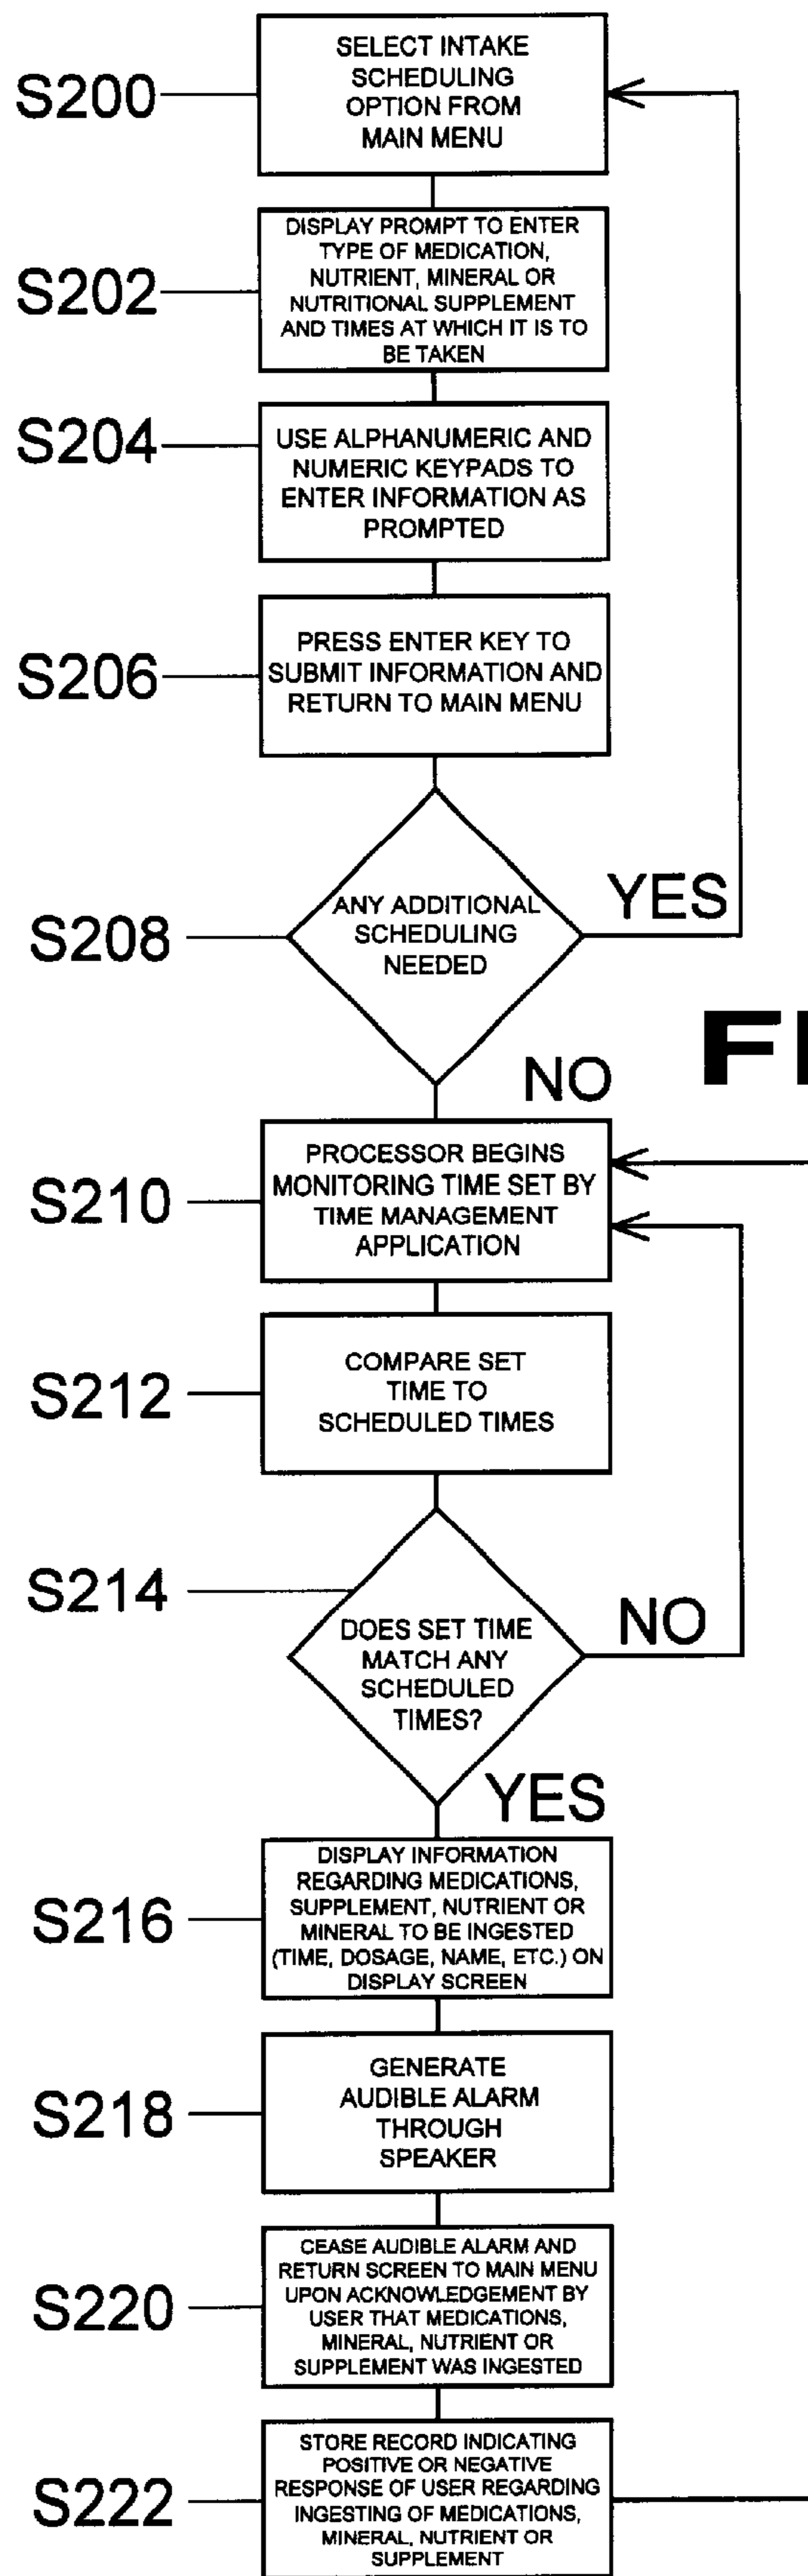 S200
SELECT INTAKE
SCHEDULING
OPTION FROM
MAIN MENU
S202
DISPLAY PROMPT TO ENTER
TYPE OF MEDICATION,
NUTRIENT, MINERAL OR
NUTRITIONAL SUPPLEMENT
AND TIMES AT WHICH IT IS TO
BE TAKEN
S204
USE ALPHANUMERIC AND
NUMERIC KEYPADS TO
ENTER INFORMATION AS
PROMPTED
S206
PRESS ENTER KEY TO
SUBMIT INFORMATION AND
RETURN TO MAIN MENU
S208
ANY ADDITIONAL
SCHEDULING
NEEDED
YES
NO
S210
PROCESSOR BEGINS
MONITORING TIME SET BY
TIME MANAGEMENT
APPLICATION
S212
COMPARE SET
TIME TO
SCHEDULED TIMES
S214
DOES SET TIME
MATCH ANY
SCHEDULED
TIMES?
NO
YES
S216
DISPLAY INFORMATION
REGARDING MEDICATIONS,
SUPPLEMENT, NUTRIENT OR
MINERAL TO BE INGESTED
(TIME, DOSAGE, NAME, ETC.) ON
DISPLAY SCREEN
S218
GENERATE
AUDIBLE ALARM
THROUGH
SPEAKER
S220
CEASE AUDIBLE ALARM AND
RETURN SCREEN TO MAIN MENU
UPON ACKNOWLEDGEMENT BY
USER THAT MEDICATIONS,
MINERAL, NUTRIENT OR
SUPPLEMENT WAS INGESTED
S222
STORE RECORD INDICATING
POSITIVE OR NEGATIVE
RESPONSE OF USER REGARDING
INGESTING OF MEDICATIONS,
MINERAL, NUTRIENT OR
SUPPLEMENT